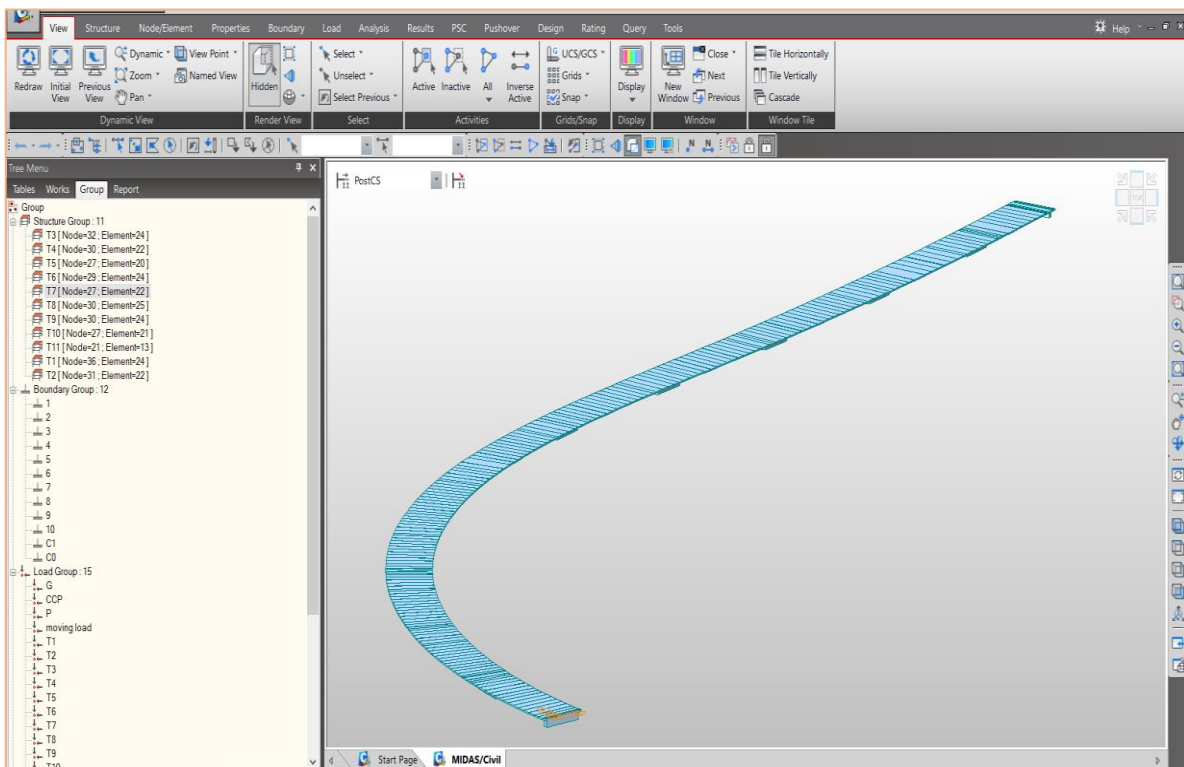 View Structure Node/Element Properties Boundary Load Analysis Results PSC Pushover Design Rating Query Tools Help
Redraw Initial View Previous View Dynamic Zoom Pan View Point Named View
Hidden
Select Unselect Select Previous
Active Inactive All Inverse Active
UCS/GCS Grids Snap
Display
New Window Close Next Previous
Tile Horizontally Tile Vertically Cascade
Dynamic View Render View Select Activities Grids/Snap Display Window Window Tile
Tree Menu
Tables Works Group Report
PostCS
TOP
Group
Structure Group : 11
T3 [ Node=32 ; Element=24 ]
T4 [ Node=30 ; Element=22 ]
T5 [ Node=27 ; Element=20 ]
T6 [ Node=29 ; Element=24 ]
T7 [ Node=27 ; Element=22 ]
T8 [ Node=30 ; Element=25 ]
T9 [ Node=30 ; Element=24 ]
T10 [ Node=27 ; Element=21 ]
T11 [ Node=21 ; Element=13 ]
T1 [ Node=36 ; Element=24 ]
T2 [ Node=31 ; Element=22 ]
Boundary Group : 12
1
2
3
4
5
6
7
8
9
10
C1
C0
Load Group : 15
G
CCP
P
moving load
T1
T2
T3
T4
T5
T6
T7
T8
T9
T10
Start Page MIDAS/Civil